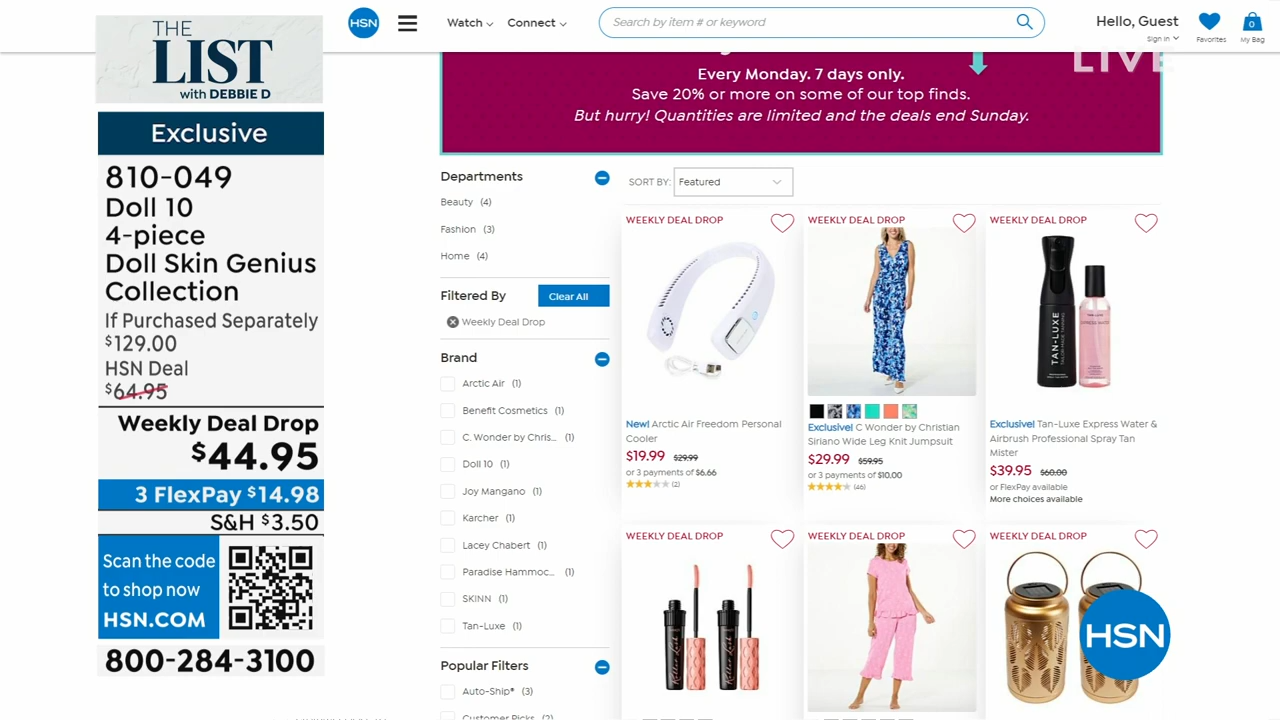 THE
LIST
with DEBBIE D
Exclusive
810-049
Doll 10
4-piece
Doll Skin Genius
Collection
If Purchased Separately
$129.00
HSN Deal
$64.95
Weekly Deal Drop
$44.95
3 FlexPay $14.98
S&H $3.50
Scan the code
to shop now
HSN.COM
800-284-3100
HSN
Watch
Connect
Search by item # or keyword
Hello, Guest
Sign In
Favorites
0
My Bag
LIVE
Every Monday. 7 days only.
Save 20% or more on some of our top finds.
But hurry! Quantities are limited and the deals end Sunday.
Departments
Beauty (4)
Fashion (3)
Home (4)
Filtered By
Clear All
Weekly Deal Drop
Brand
Arctic Air (1)
Benefit Cosmetics (1)
C. Wonder by Chris... (1)
Doll 10 (1)
Joy Mangano (1)
Karcher (1)
Lacey Chabert (1)
Paradise Hammoc... (1)
SKINN (1)
Tan-Luxe (1)
Popular Filters
Auto-Ship® (3)
Customer Picks (2)
SORT BY: Featured
WEEKLY DEAL DROP
New! Arctic Air Freedom Personal
Cooler
$19.99 $29.99
or 3 payments of $6.66
(2)
WEEKLY DEAL DROP
Exclusive! C Wonder by Christian
Siriano Wide Leg Knit Jumpsuit
$29.99 $59.95
or 3 payments of $10.00
(46)
WEEKLY DEAL DROP
TAN-LUXE
TAN-LUXE
EXPRESS WATER
Exclusive! Tan-Luxe Express Water &
Airbrush Professional Spray Tan
Mister
$39.95 $60.00
or FlexPay available
More choices available
WEEKLY DEAL DROP
Roller Lash
WEEKLY DEAL DROP
WEEKLY DEAL DROP
HSN